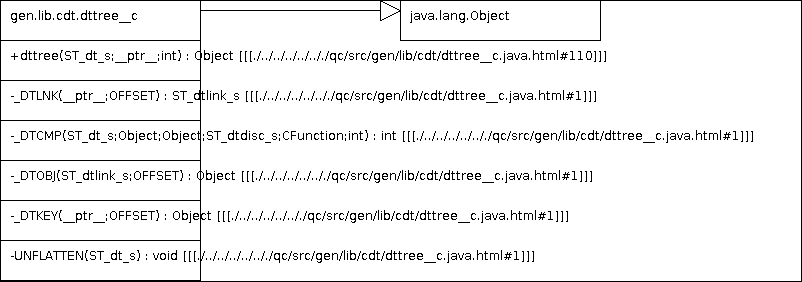 gen.lib.cdt.dttree__c
java.lang.Object
+dttree(ST_dt_s;__ptr__;int) : Object [[[./../../../../../../qc/src/gen/lib/cdt/dttree__c.java.html#110]]]
-_DTLNK(__ptr__;OFFSET) : ST_dtlink_s [[[./../../../../../../qc/src/gen/lib/cdt/dttree__c.java.html#1]]]
-_DTCMP(ST_dt_s;Object;Object;ST_dtdisc_s;CFunction;int) : int [[[./../../../../../../qc/src/gen/lib/cdt/dttree__c.java.html#1]]]
-_DTOBJ(ST_dtlink_s;OFFSET) : Object [[[./../../../../../../qc/src/gen/lib/cdt/dttree__c.java.html#1]]]
-_DTKEY(__ptr__;OFFSET) : Object [[[./../../../../../../qc/src/gen/lib/cdt/dttree__c.java.html#1]]]
-UNFLATTEN(ST_dt_s) : void [[[./../../../../../../qc/src/gen/lib/cdt/dttree__c.java.html#1]]]